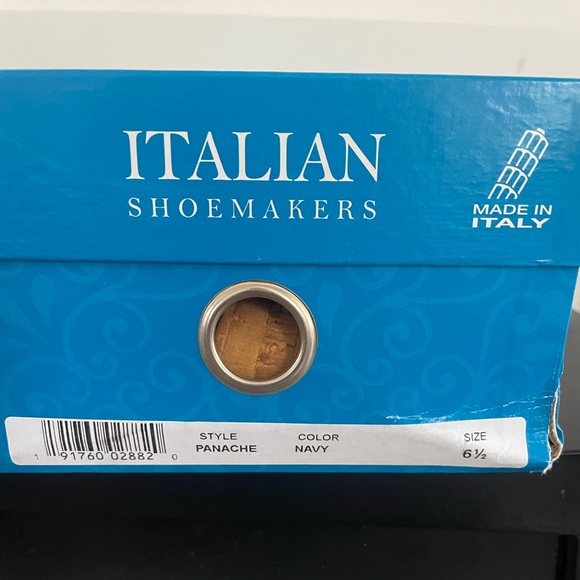 ITALIAN
SHOEMAKERS
MADE IN
ITALY
STYLE
PANACHE
COLOR
NAVY
SIZE
6½
1 91760 02882 0